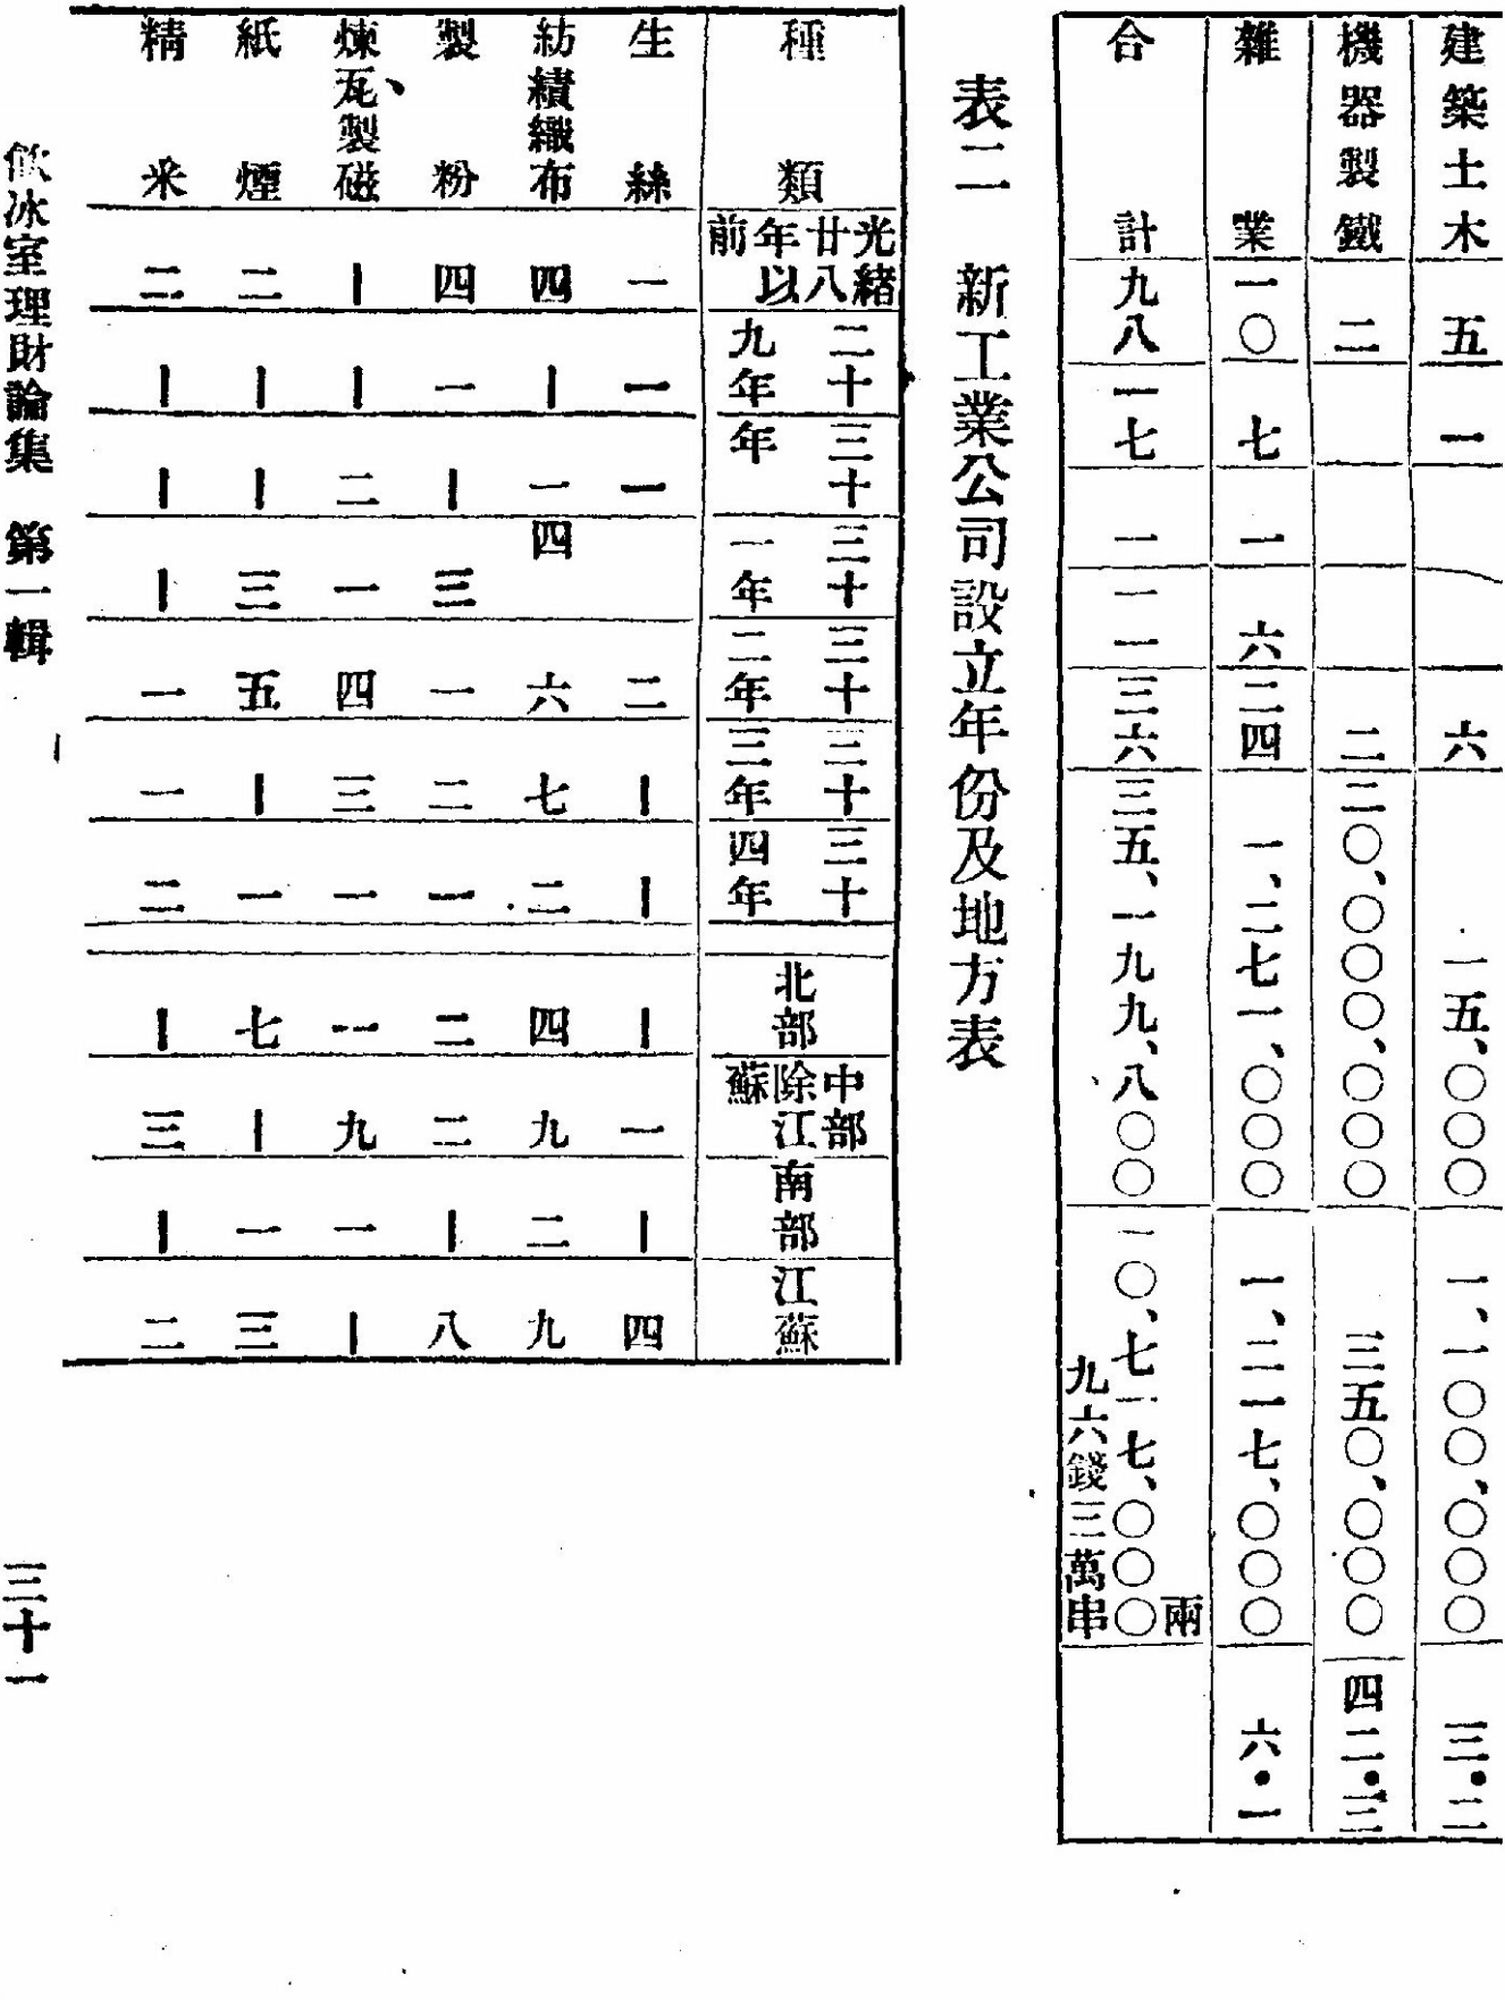 建築土木 五 一 六 一五、〇〇〇 一、一〇〇、〇〇〇 三・二
機器製鐵 二 二 二〇、〇〇〇、〇〇〇 三五〇、〇〇〇 四二・三
雜業 一〇 七 一 六 二四 一、二七一、〇〇〇 一、二一七、〇〇〇 六・一
合計 九八 一七 一 一一 三六 三五、一九九、八〇〇 一〇、七一七、〇〇〇兩
九六錢三萬串
表二 新工業公司設立年份及地方表
種類 光緒廿八年以前 二十九年 三十年 三十一年 三十二年 三十三年 三十四年 北部 中部除江蘇 南部 江蘇
生絲 一 一 一 二 〡 〡 〡 一 〡 四
紡績織布 四 〡 一 四 六 七 二 四 九 二 九
製粉 四 一 〡 三 一 二 一 二 二 〡 八
煉瓦、製磁 〡 〡 二 一 四 三 一 一 九 一 〡
紙煙 二 〡 〡 三 五 〡 一 七 〡 一 三
精米 二 〡 〡 〡 一 一 二 〡 三 〡 二
飲冰室理財論集 第一輯 三十一